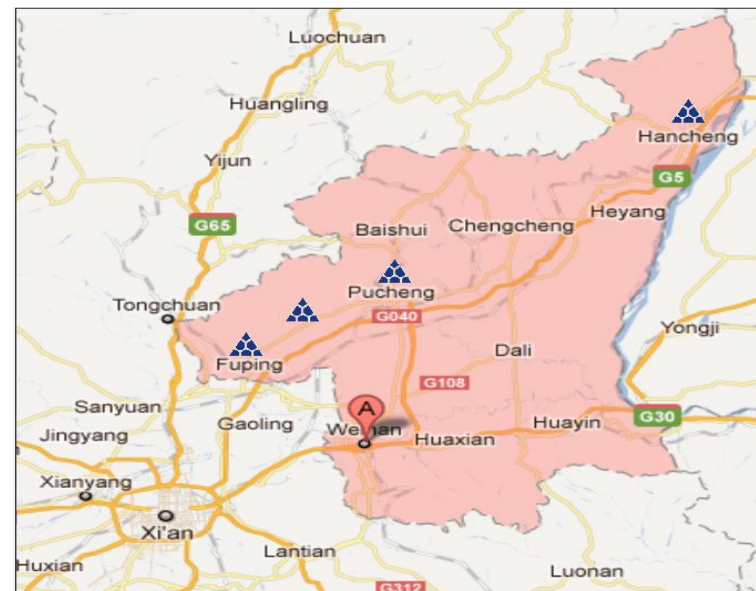 Luochuan
Huangling
Hancheng
Yijun
G5
Heyang
G65
Baishui
Chengcheng
Pucheng
Tongchuan
G040
Yongji
Dali
Fuping
G108
Sanyuan
A
Gaoling
G30
Jingyang
Huayin
Huaxian
Xianyang
Xi'an
Lantian
Huxian
Luonan
G312